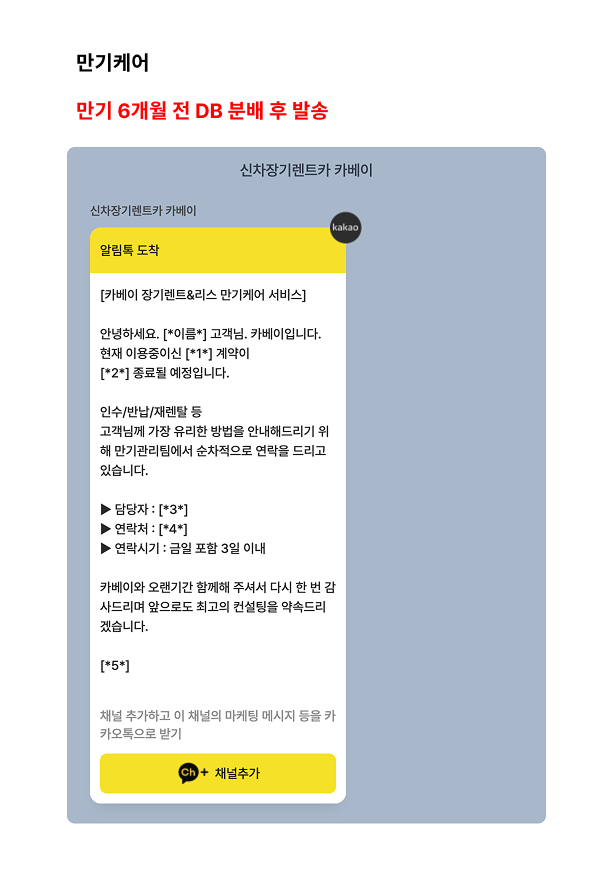 만기케어
만기 6개월 전 DB 분배 후 발송
신차장기렌트카 카베이
신차장기렌트카 카베이
kakao
알림톡 도착
[카베이 장기렌트&리스 만기케어 서비스]
안녕하세요. [*이름*] 고객님. 카베이입니다.
현재 이용중이신 [*1*] 계약이
[*2*] 종료될 예정입니다.
인수/반납/재렌탈 등
고객님께 가장 유리한 방법을 안내해드리기 위
해 만기관리팀에서 순차적으로 연락을 드리고
있습니다.
▶ 담당자 : [*3*]
▶ 연락처 : [*4*]
▶ 연락시기 : 금일 포함 3일 이내
카베이와 오랜기간 함께해 주셔서 다시 한 번 감
사드리며 앞으로도 최고의 컨설팅을 약속드리
겠습니다.
[*5*]
채널 추가하고 이 채널의 마케팅 메시지 등을 카
카오톡으로 받기
Ch+ 채널추가